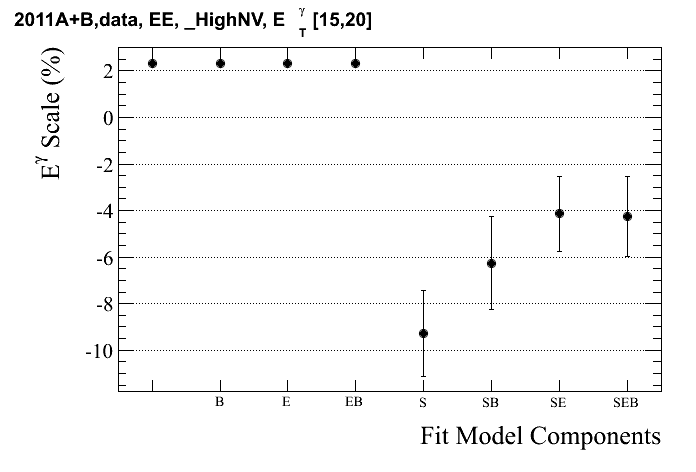 2011A+B,data, EE, _HighNV, E γ T [15,20]
E γ Scale (%)
2
0
-2
-4
-6
-8
-10
B E EB S SB SE SEB
Fit Model Components